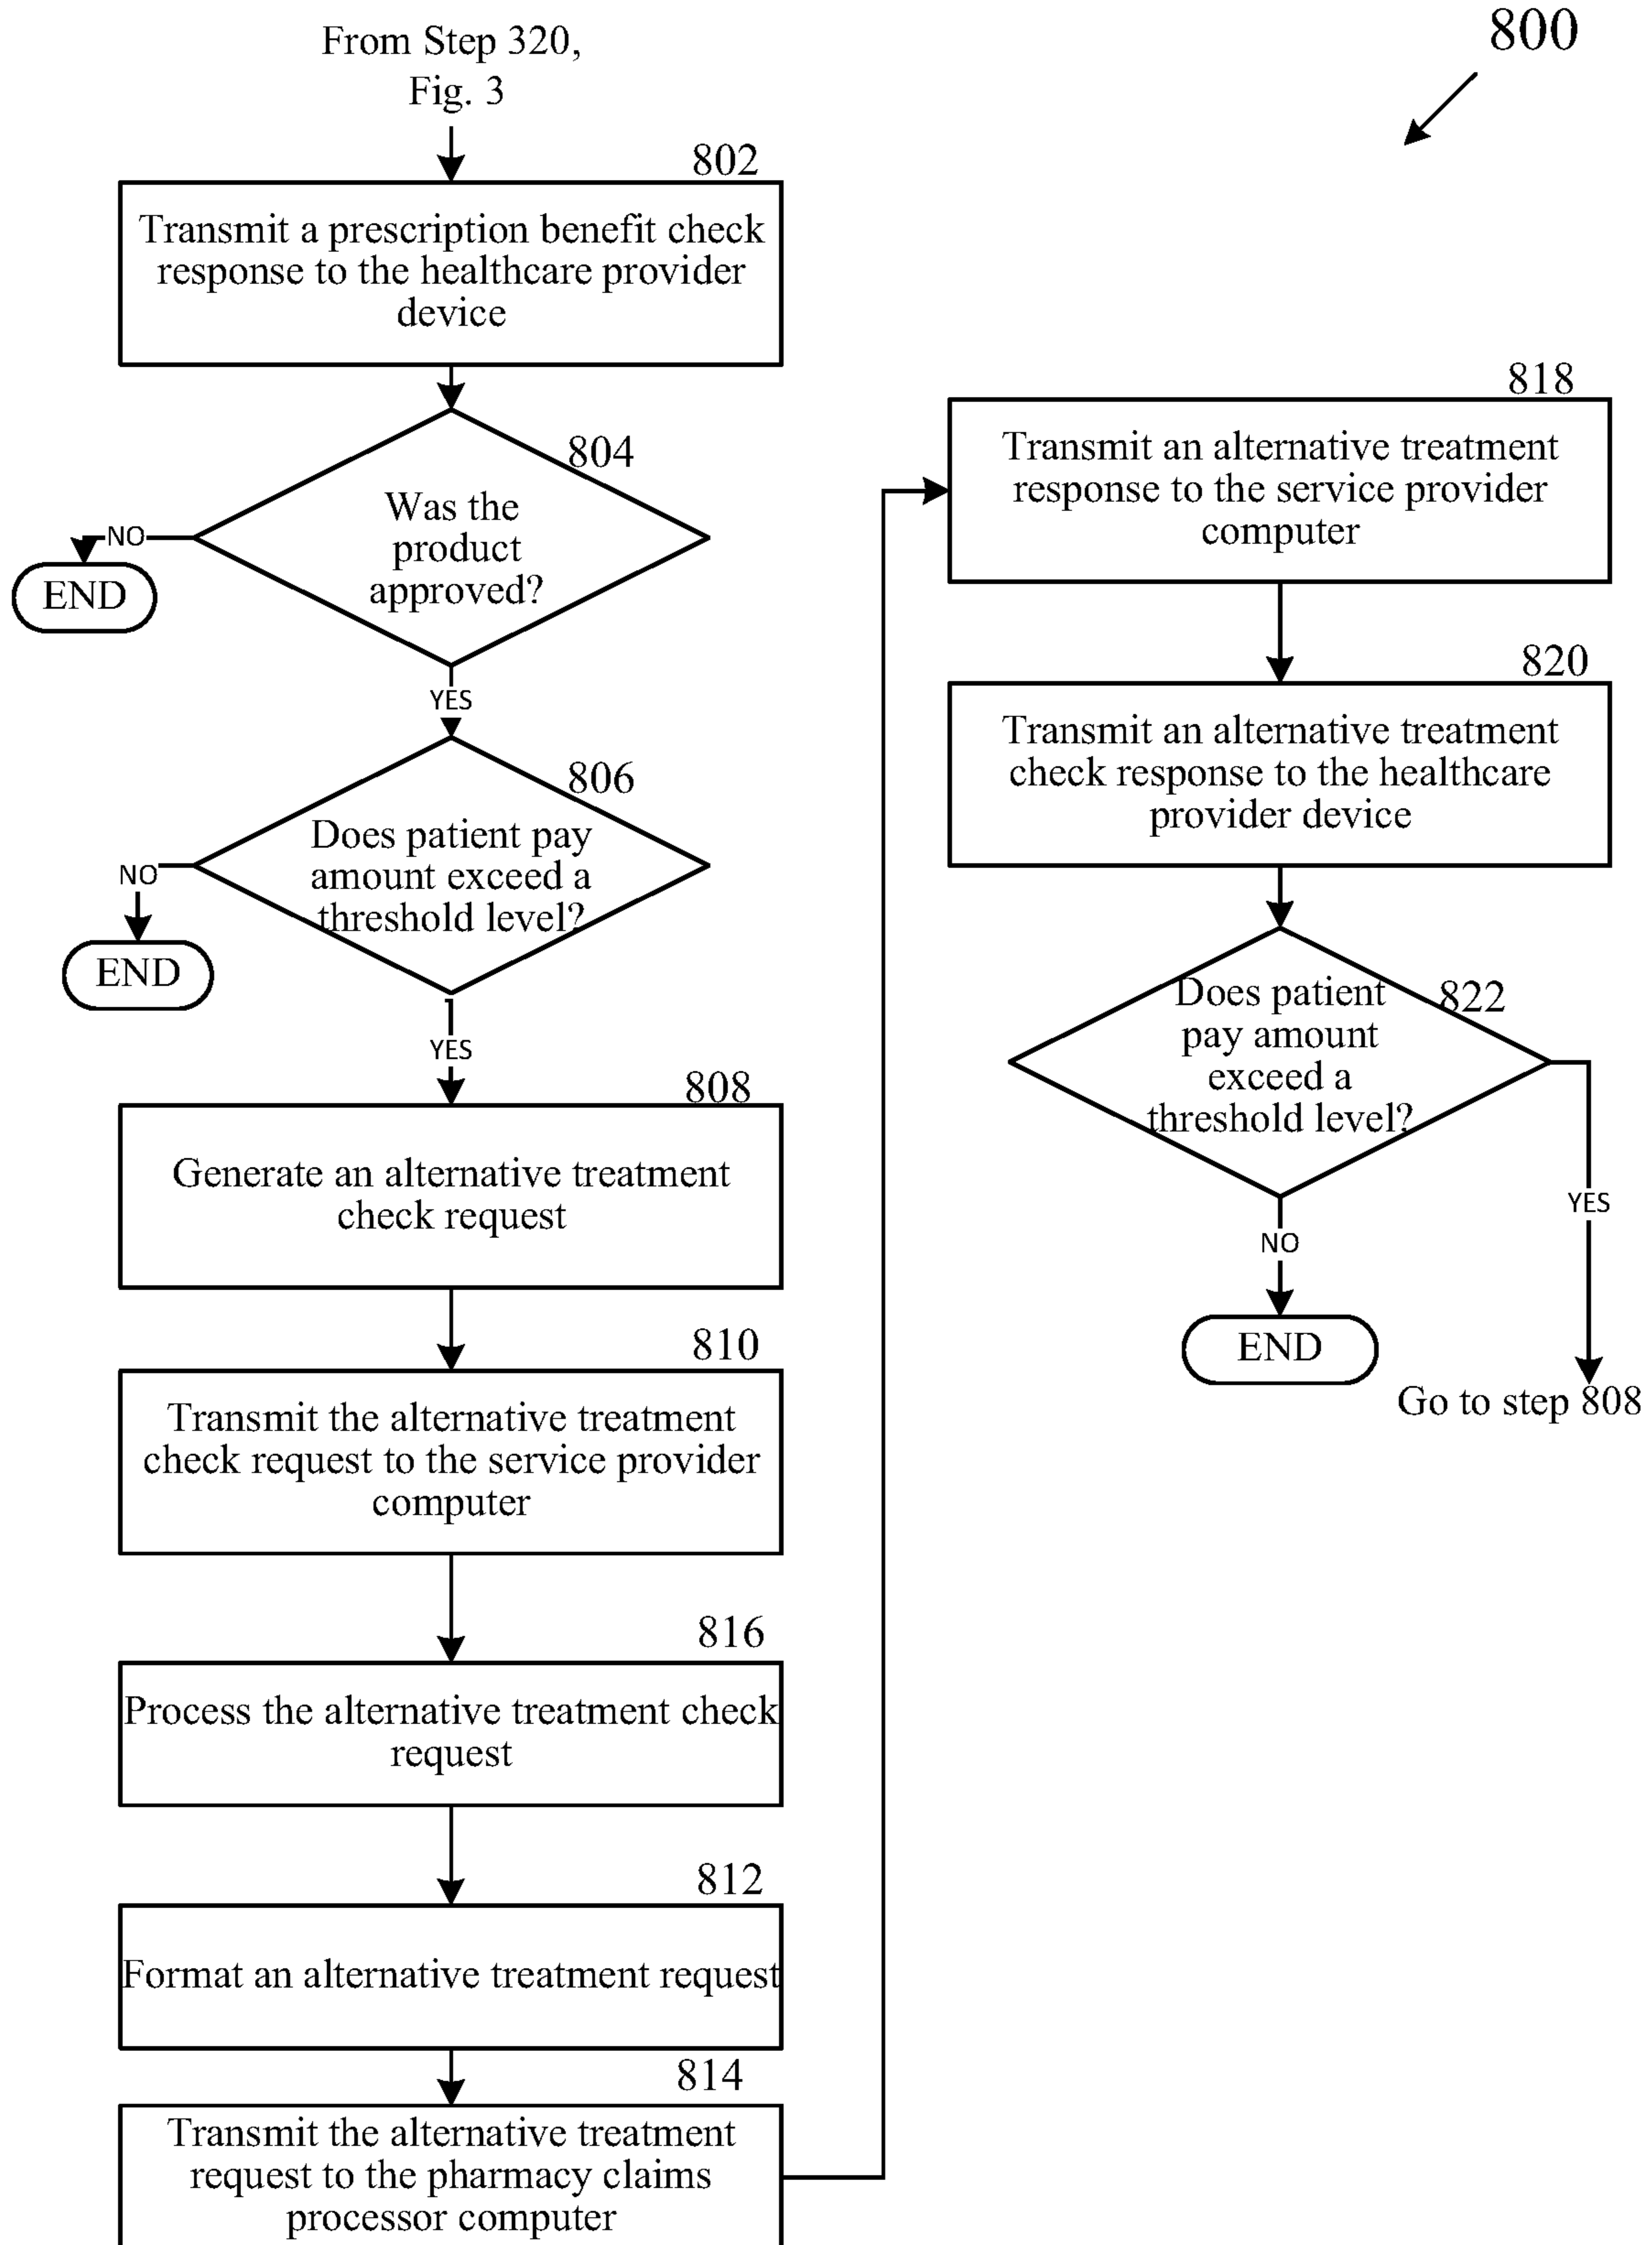 800
From Step 320,
Fig. 3
802
Transmit a prescription benefit check
response to the healthcare provider
device
804
Was the
product
approved?
NO
END
YES
806
Does patient pay
amount exceed a
threshold level?
NO
END
YES
808
Generate an alternative treatment
check request
810
Transmit the alternative treatment
check request to the service provider
computer
816
Process the alternative treatment check
request
812
Format an alternative treatment request
814
Transmit the alternative treatment
request to the pharmacy claims
processor computer
818
Transmit an alternative treatment
response to the service provider
computer
820
Transmit an alternative treatment
check response to the healthcare
provider device
822
Does patient
pay amount
exceed a
threshold level?
YES
NO
END
Go to step 808